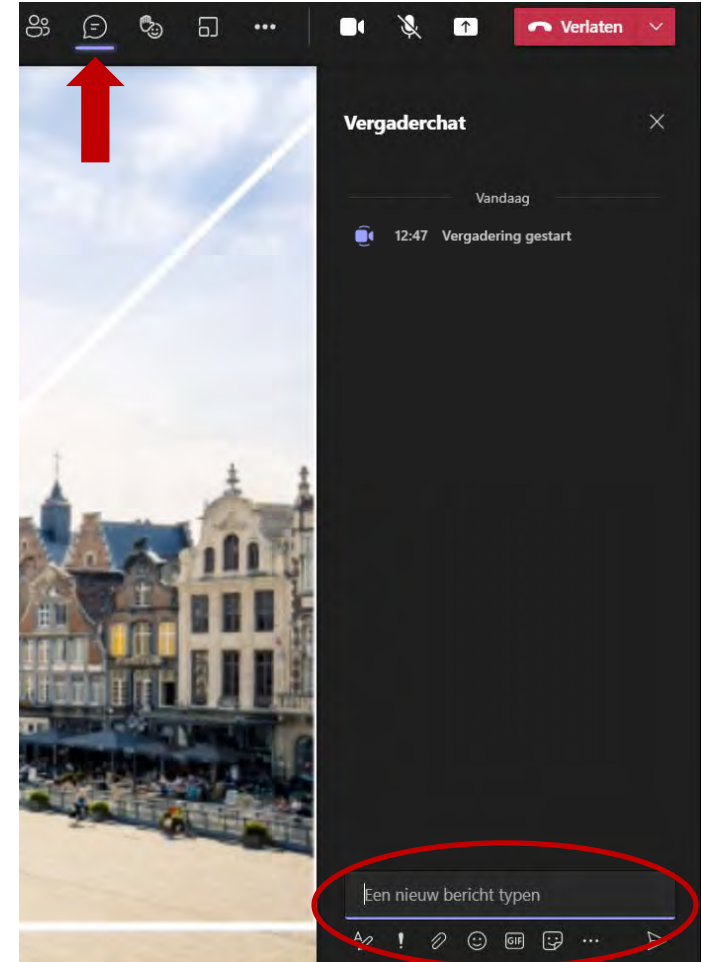 Verlaten
Vergaderchat
Vandaag
12:47 Vergadering gestart
Een nieuw bericht typen
GIF